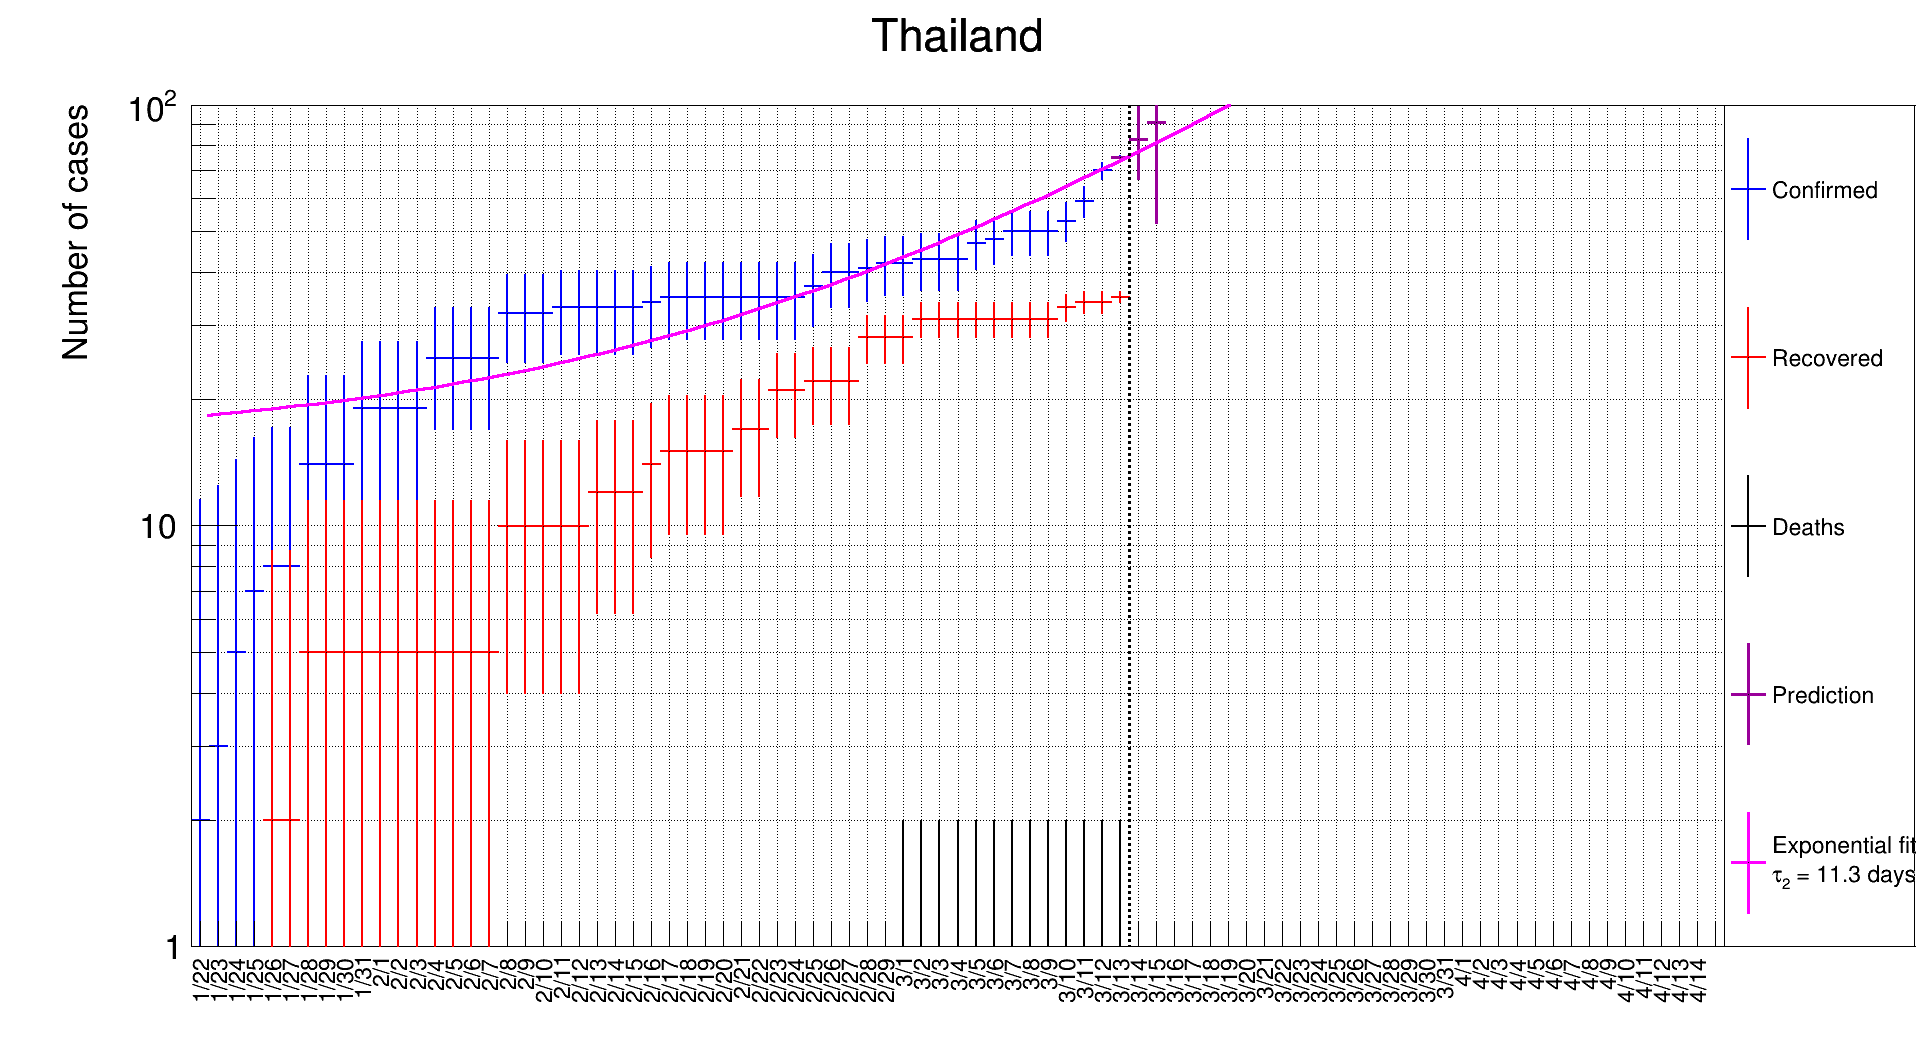 Thailand
Number of cases
10²
10
1
1/22 1/23 1/24 1/25 1/26 1/27 1/28 1/29 1/30 1/31 2/1 2/2 2/3 2/4 2/5 2/6 2/7 2/8 2/9 2/10 2/11 2/12 2/13 2/14 2/15 2/16 2/17 2/18 2/19 2/20 2/21 2/22 2/23 2/24 2/25 2/26 2/27 2/28 2/29 3/1 3/2 3/3 3/4 3/5 3/6 3/7 3/8 3/9 3/10 3/11 3/12 3/13 3/14 3/15 3/16 3/17 3/18 3/19 3/20 3/21 3/22 3/23 3/24 3/25 3/26 3/27 3/28 3/29 3/30 3/31 4/1 4/2 4/3 4/4 4/5 4/6 4/7 4/8 4/9 4/10 4/11 4/12 4/13 4/14
Confirmed
Recovered
Deaths
Prediction
Exponential fit
τ₂ = 11.3 days